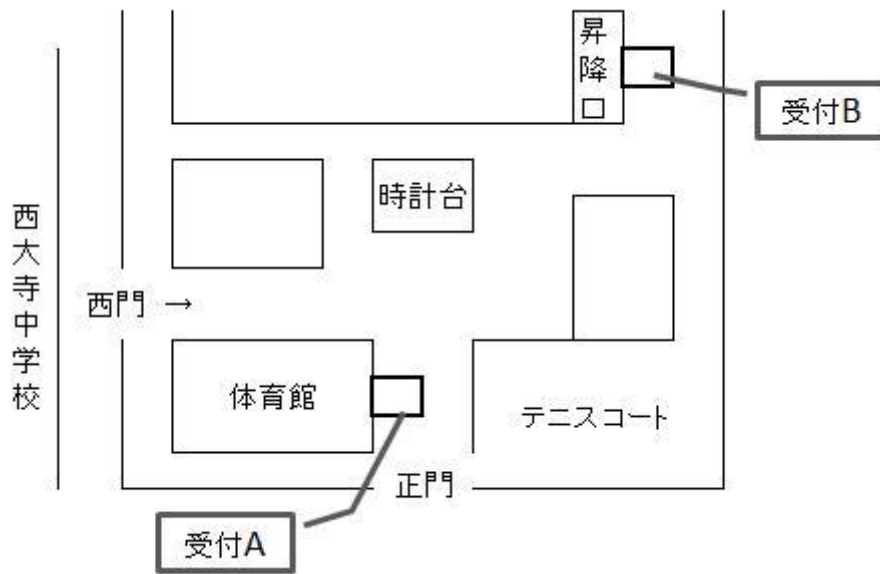 昇降口
受付B
時計台
西大寺中学校
西門 →
体育館
テニスコート
正門
受付A